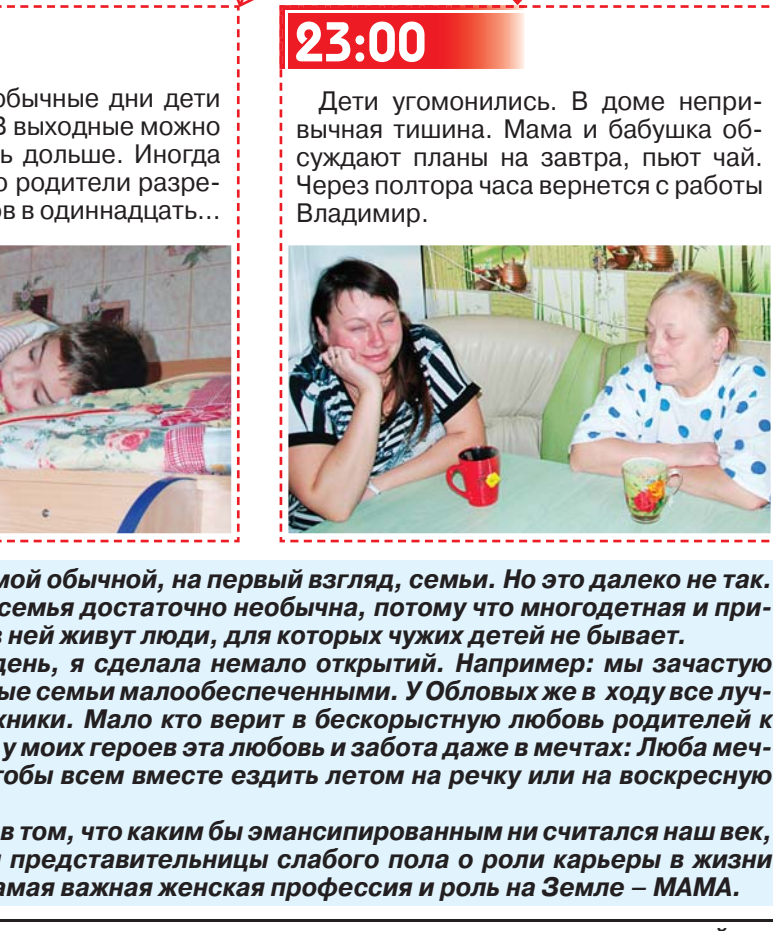 обычные дни дети
В выходные можно
дольше. Иногда
родители разре-
в одиннадцать...
23:00
Дети угомонились. В доме непри-
вычная тишина. Мама и бабушка об-
суждают планы на завтра, пьют чай.
Через полтора часа вернется с работы
Владимир.
мой обычной, на первый взгляд, семьи. Но это далеко не так.
семья достаточно необычна, потому что многодетная и при-
в ней живут люди, для которых чужих детей не бывает.
день, я сделала немало открытий. Например: мы зачастую
ые семьи малообеспеченными. У Обловых же в ходу все луч-
хники. Мало кто верит в бескорыстную любовь родителей к
у моих героев эта любовь и забота даже в мечтах: Люба меч-
тобы всем вместе ездить летом на речку или на воскресную
в том, что каким бы эмансипированным ни считался наш век,
представительницы слабого пола о роли карьеры в жизни
амая важная женская профессия и роль на Земле – МАМА.